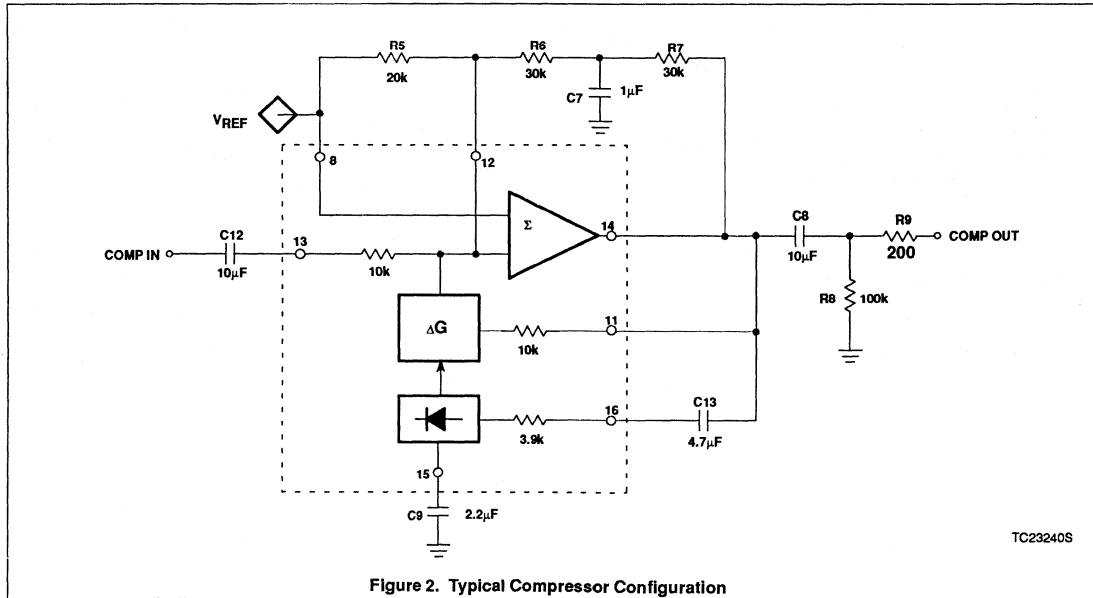 R5
20k
R6
30k
R7
30k
C7
1µF
VREF
8
12
C12
10µF
COMP IN
13
10k
Σ
14
C8
10µF
R9
200
COMP OUT
R8
100k
ΔG
10k
11
3.9k
16
C13
4.7µF
15
C9
2.2µF
TC23240S
Figure 2. Typical Compressor Configuration